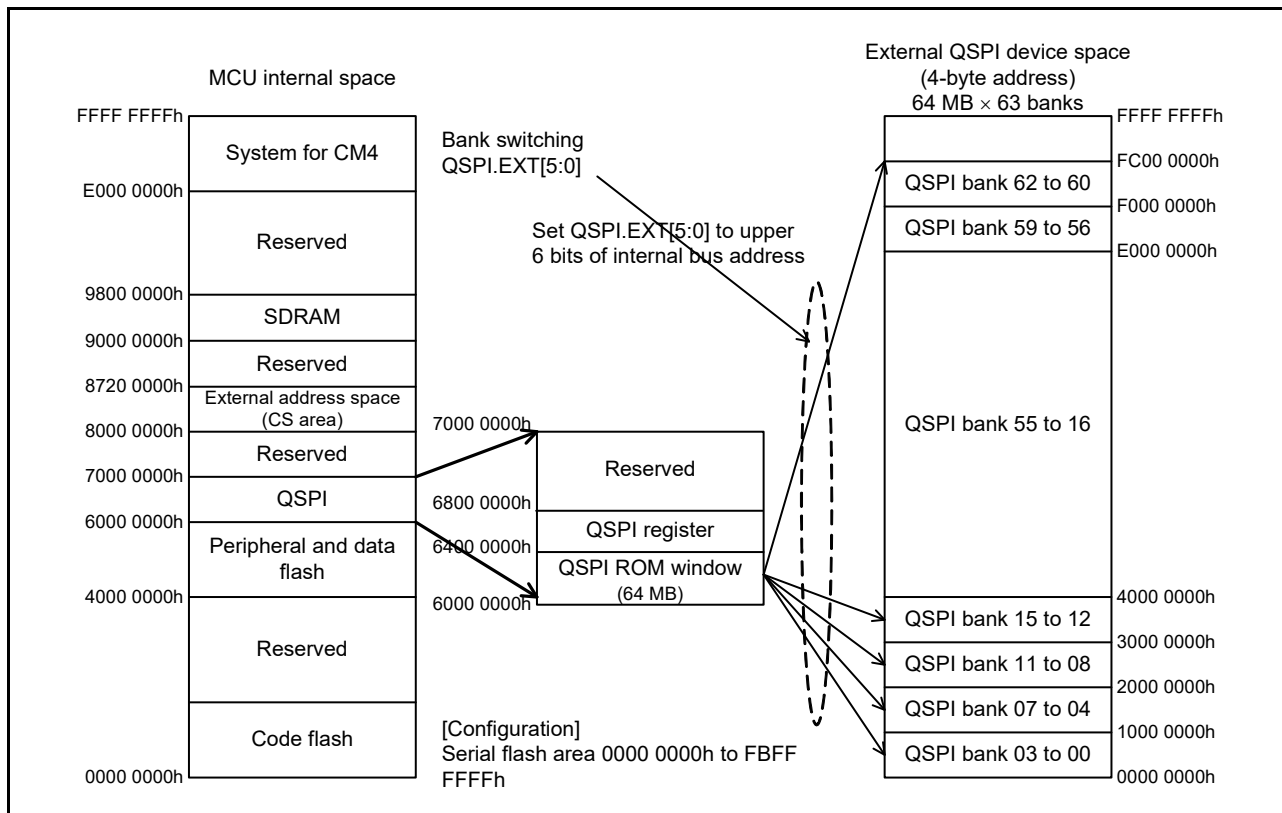 MCU internal space
FFFF FFFFh
System for CM4
E000 0000h
Reserved
9800 0000h
SDRAM
9000 0000h
Reserved
8720 0000h
External address space
(CS area)
8000 0000h
Reserved
7000 0000h
QSPI
6000 0000h
Peripheral and data
flash
4000 0000h
Reserved
Code flash
0000 0000h
Bank switching
QSPI.EXT[5:0]
Set QSPI.EXT[5:0] to upper
6 bits of internal bus address
7000 0000h
Reserved
6800 0000h
QSPI register
6400 0000h
QSPI ROM window
(64 MB)
6000 0000h
[Configuration]
Serial flash area 0000 0000h to FBFF
FFFFh
External QSPI device space
(4-byte address)
64 MB × 63 banks
FFFF FFFFh
FC00 0000h
QSPI bank 62 to 60
F000 0000h
QSPI bank 59 to 56
E000 0000h
QSPI bank 55 to 16
4000 0000h
QSPI bank 15 to 12
3000 0000h
QSPI bank 11 to 08
2000 0000h
QSPI bank 07 to 04
1000 0000h
QSPI bank 03 to 00
0000 0000h